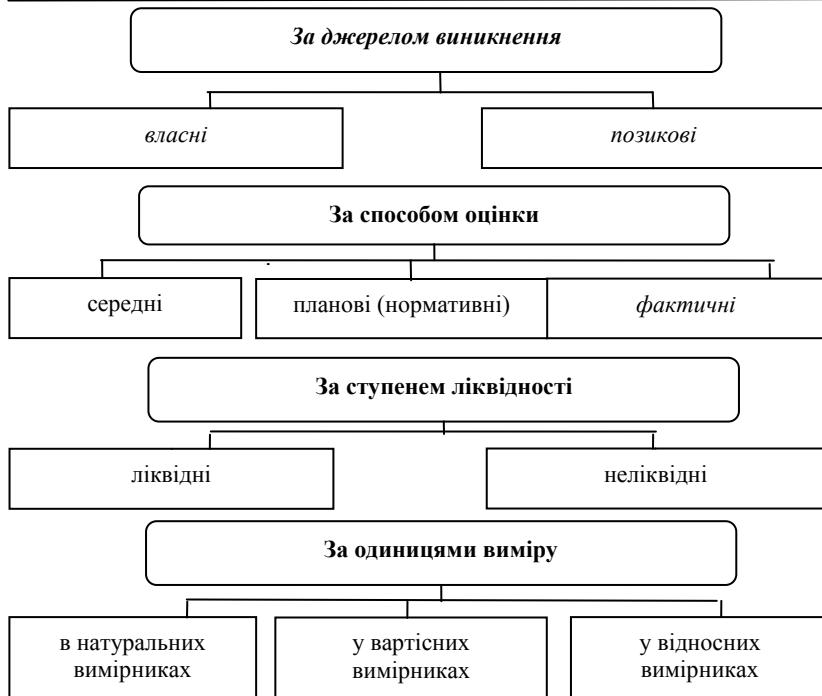 За джерелом виникнення
власні
позикові
За способом оцінки
середні
планові (нормативні)
фактичні
За ступенем ліквідності
ліквідні
неліквідні
За одиницями виміру
в натуральних
вимірниках
у вартісних
вимірниках
у відносних
вимірниках